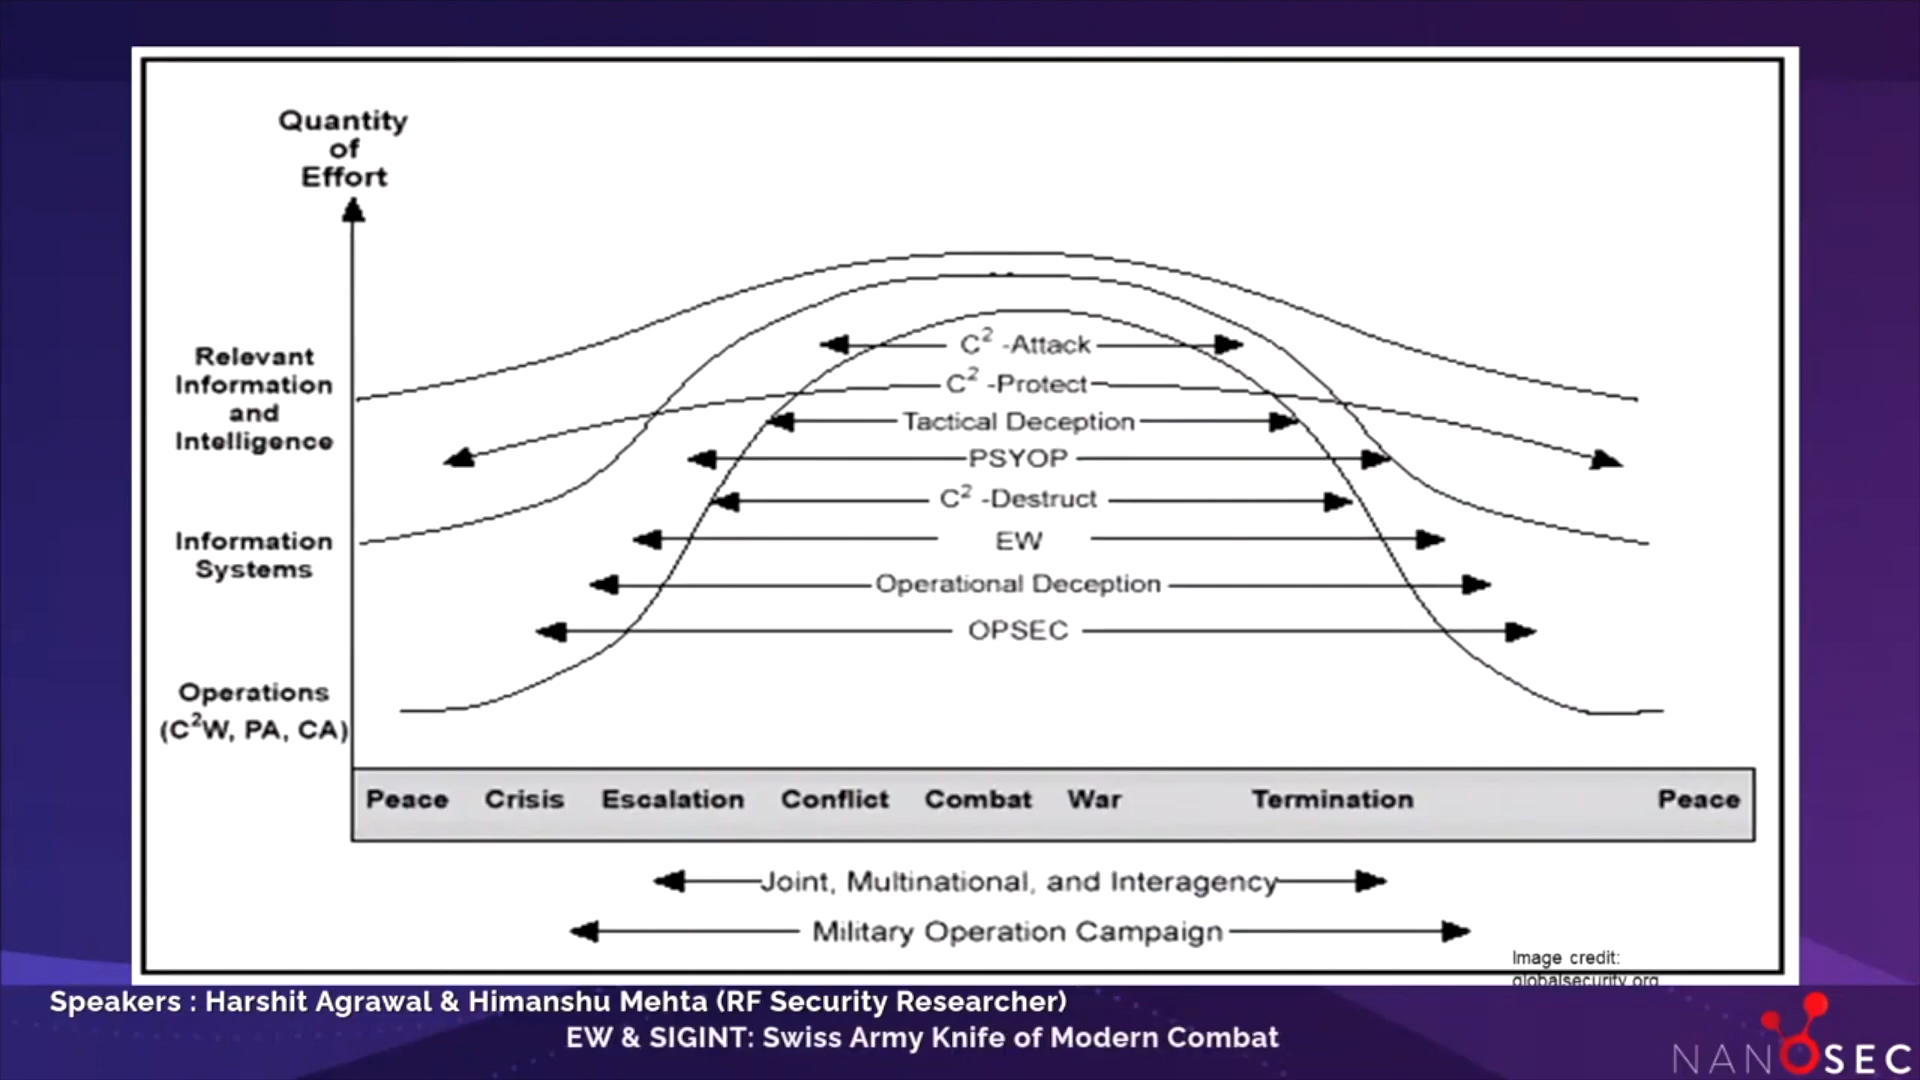 Quantity
of
Effort
Relevant
Information
and
Intelligence
Information
Systems
Operations
(C²W, PA, CA)
C² -Attack
C² -Protect
Tactical Deception
PSYOP
C² -Destruct
EW
Operational Deception
OPSEC
Peace Crisis Escalation Conflict Combat War Termination Peace
Joint, Multinational, and Interagency
Military Operation Campaign
Image credit:
globalsecurity.org
Speakers : Harshit Agrawal & Himanshu Mehta (RF Security Researcher)
EW & SIGINT: Swiss Army Knife of Modern Combat
NANOSEC